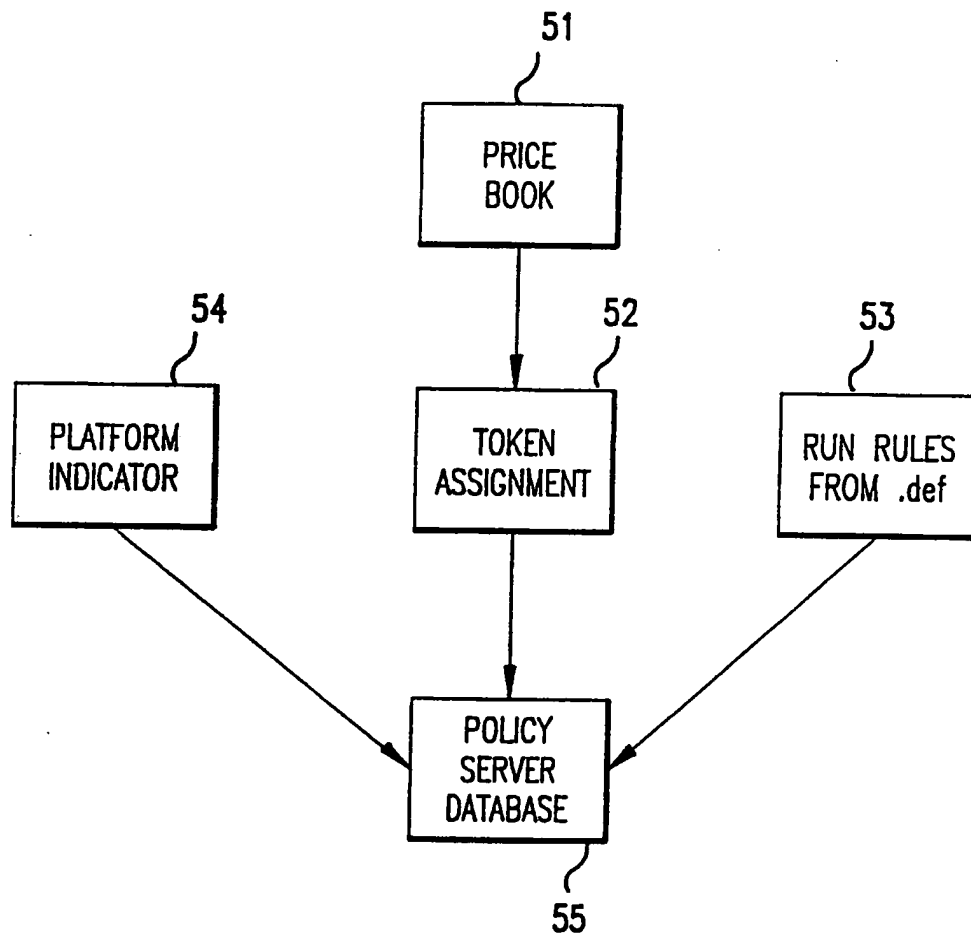 51
PRICE
BOOK
54
52
53
PLATFORM
INDICATOR
TOKEN
ASSIGNMENT
RUN RULES
FROM .def
POLICY
SERVER
DATABASE
55